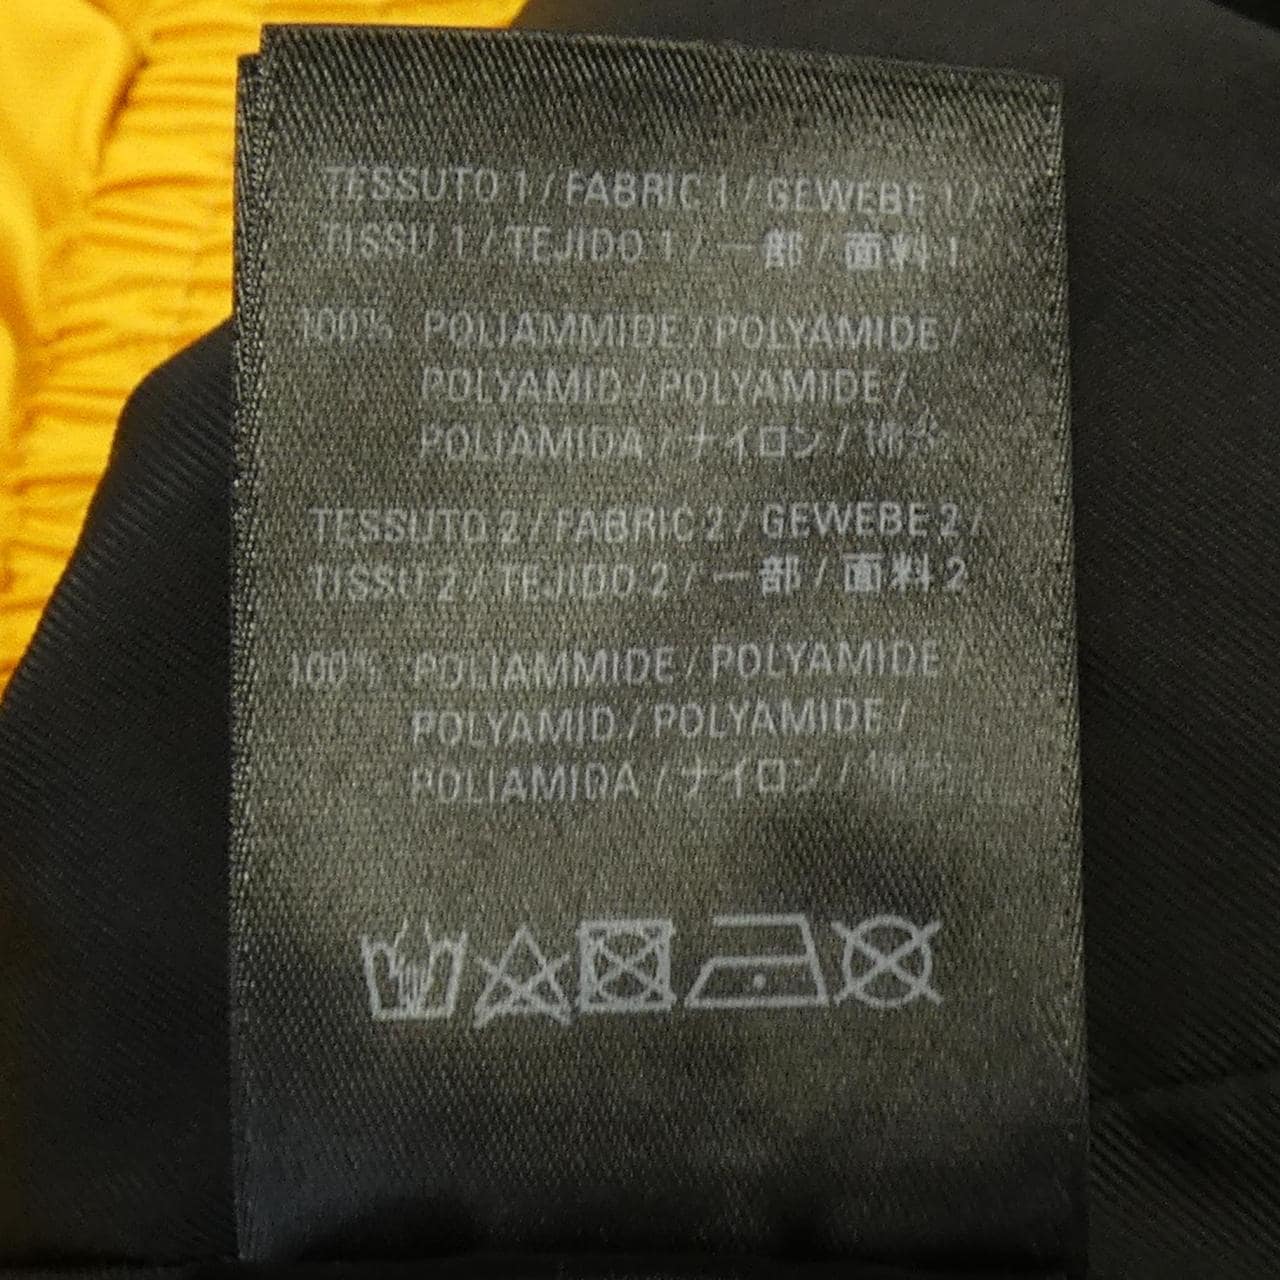 TESSUTO 1 / FABRIC 1 / GEWEBE 1 /
TISSU 1 / TEJIDO 1 / 一部 / 面料 1
100% POLIAMMIDE / POLYAMIDE /
POLYAMID / POLYAMIDE /
POLIAMIDA / ナイロン /
TESSUTO 2 / FABRIC 2 / GEWEBE 2 /
TISSU 2 / TEJIDO 2 / 一部 / 面料 2
100% POLIAMMIDE / POLYAMIDE /
POLYAMID / POLYAMIDE /
POLIAMIDA / ナイロン /